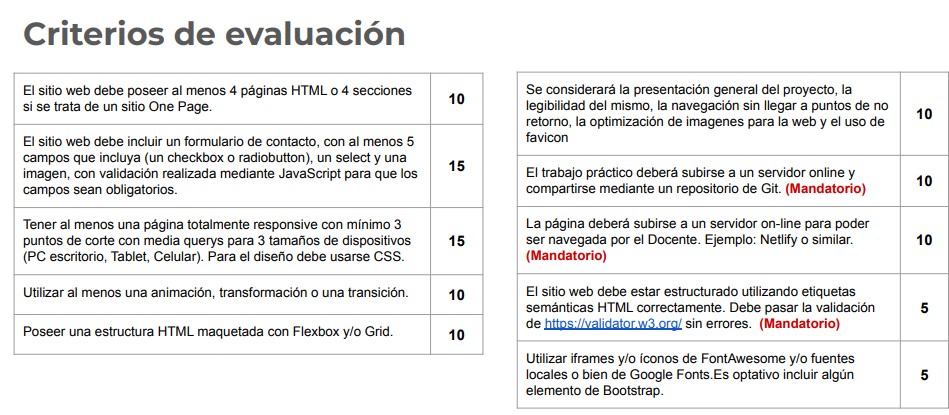 Criterios de evaluación
El sitio web debe poseer al menos 4 páginas HTML o 4 secciones
si se trata de un sitio One Page.
10
El sitio web debe incluir un formulario de contacto, con al menos 5
campos que incluya (un checkbox o radiobutton), un select y una
imagen, con validación realizada mediante JavaScript para que los
campos sean obligatorios.
15
Tener al menos una página totalmente responsive con mínimo 3
puntos de corte con media querys para 3 tamaños de dispositivos
(PC escritorio, Tablet, Celular). Para el diseño debe usarse CSS.
15
Utilizar al menos una animación, transformación o una transición.
10
Poseer una estructura HTML maquetada con Flexbox y/o Grid.
10
Se considerará la presentación general del proyecto, la
legibilidad del mismo, la navegación sin llegar a puntos de no
retorno, la optimización de imagenes para la web y el uso de
favicon
10
El trabajo práctico deberá subirse a un servidor online y
compartirse mediante un repositorio de Git. (Mandatorio)
10
La página deberá subirse a un servidor on-line para poder
ser navegada por el Docente. Ejemplo: Netlify o similar.
(Mandatorio)
10
El sitio web debe estar estructurado utilizando etiquetas
semánticas HTML correctamente. Debe pasar la validación
de https://validator.w3.org/ sin errores. (Mandatorio)
5
Utilizar iframes y/o íconos de FontAwesome y/o fuentes
locales o bien de Google Fonts.Es optativo incluir algún
elemento de Bootstrap.
5